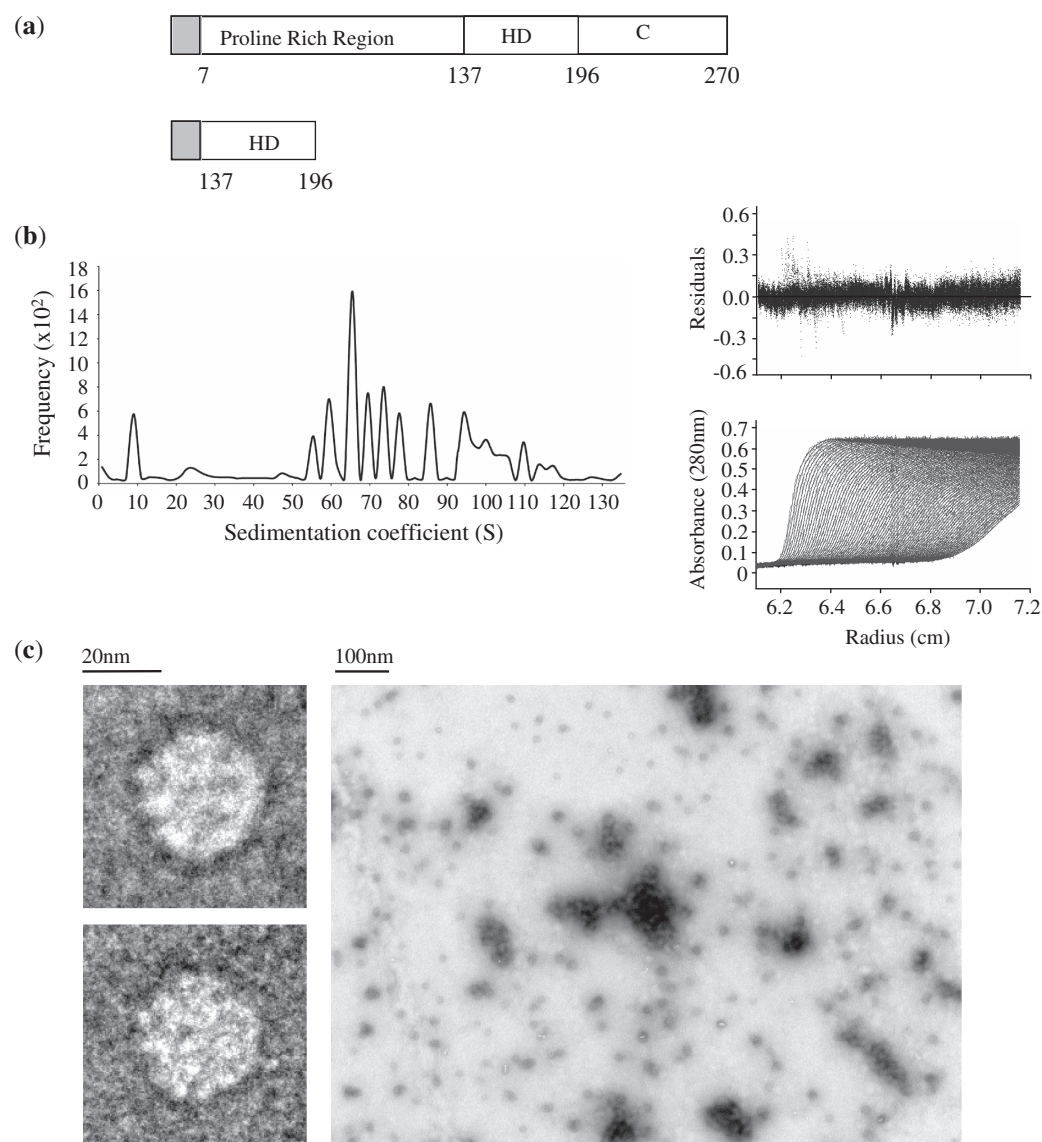 (a)
Proline Rich Region HD C
7 137 196 270
HD
137 196
(b)
Frequency (x10²)
18
16
14
12
10
8
6
4
2
0
0 10 20 30 40 50 60 70 80 90 100 110 120 130
Sedimentation coefficient (S)
Residuals
0.6
0.3
0.0
-0.3
-0.6
Absorbance (280nm)
0.7
0.6
0.5
0.4
0.3
0.2
0.1
0
6.2 6.4 6.6 6.8 7.0 7.2
Radius (cm)
(c)
20nm 100nm